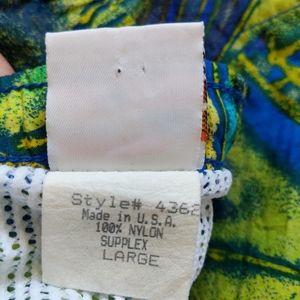 Style# 4362
Made in U.S.A.
100% NYLON
SUPPLEX
LARGE